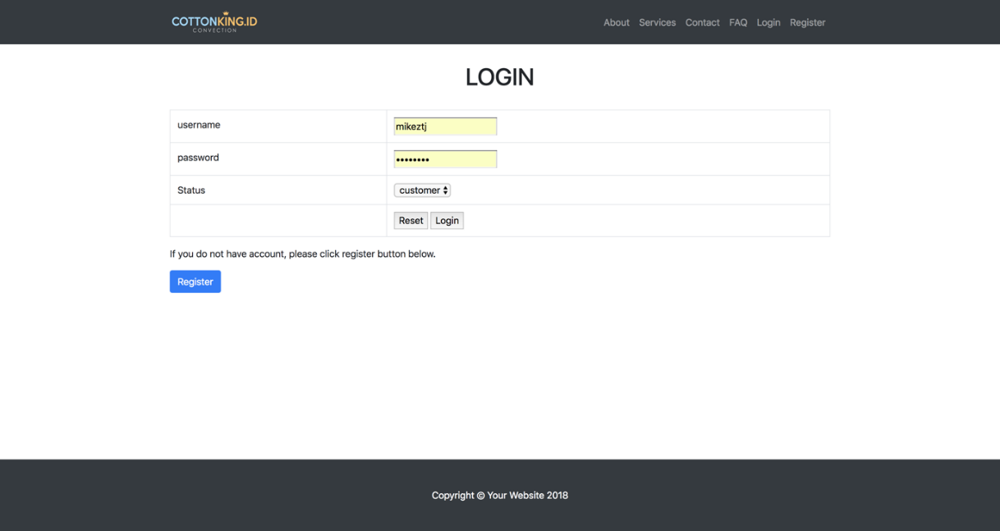 COTTONKING.ID
CONVECTION
About Services Contact FAQ Login Register
LOGIN
username mikeztj
password ••••••••
Status customer
Reset Login
If you do not have account, please click register button below.
Register
Copyright © Your Website 2018